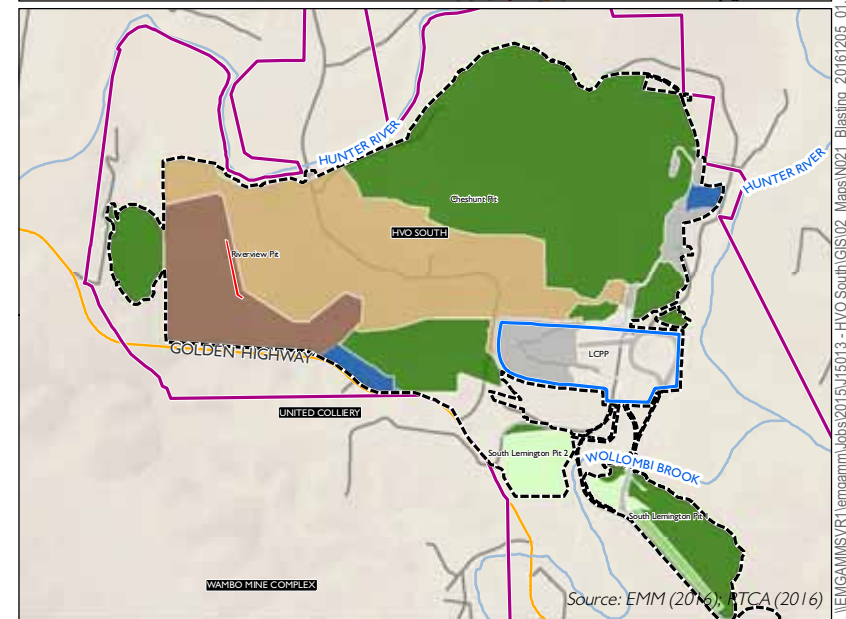 HUNTER RIVER
HUNTER RIVER
Cheshunt Pit
HVO SOUTH
Riverview Pit
GOLDEN HIGHWAY
LCPP
UNITED COLLIERY
South Lemington Pit 2
WOLLOMBI BROOK
South Lemington Pit 1
WAMBO MINE COMPLEX
Source: EMM (2016); RTCA (2016)
\\EMGAMMSVR1\emgamm\Jobs\2015\J15013 - HVO South\GIS\02_Maps\N021_Blasting_20161205_01.